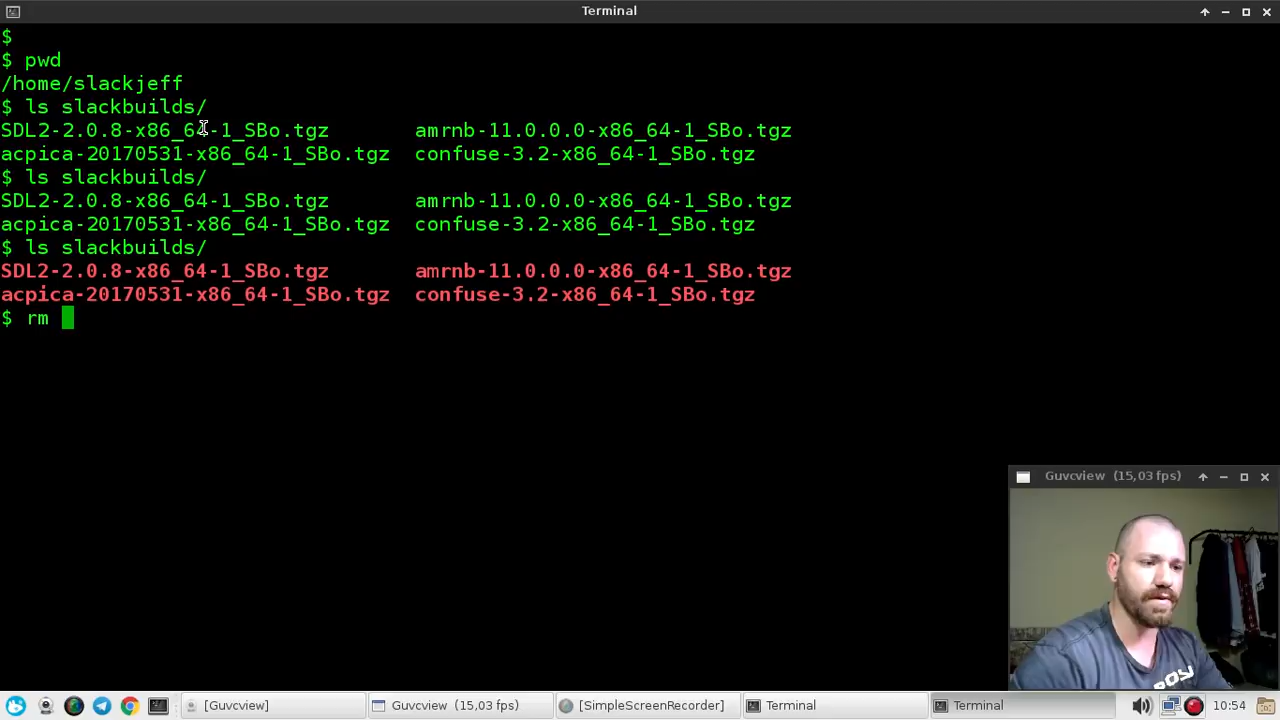 Terminal
$
$ pwd
/home/slackjeff
$ ls slackbuilds/
SDL2-2.0.8-x86_64-1_SBo.tgz amrnb-11.0.0.0-x86_64-1_SBo.tgz
acpica-20170531-x86_64-1_SBo.tgz confuse-3.2-x86_64-1_SBo.tgz
$ ls slackbuilds/
SDL2-2.0.8-x86_64-1_SBo.tgz amrnb-11.0.0.0-x86_64-1_SBo.tgz
acpica-20170531-x86_64-1_SBo.tgz confuse-3.2-x86_64-1_SBo.tgz
$ ls slackbuilds/
SDL2-2.0.8-x86_64-1_SBo.tgz amrnb-11.0.0.0-x86_64-1_SBo.tgz
acpica-20170531-x86_64-1_SBo.tgz confuse-3.2-x86_64-1_SBo.tgz
$ rm
Guvcview (15,03 fps)
[Guvcview] Guvcview (15,03 fps) [SimpleScreenRecorder] Terminal Terminal 10:54